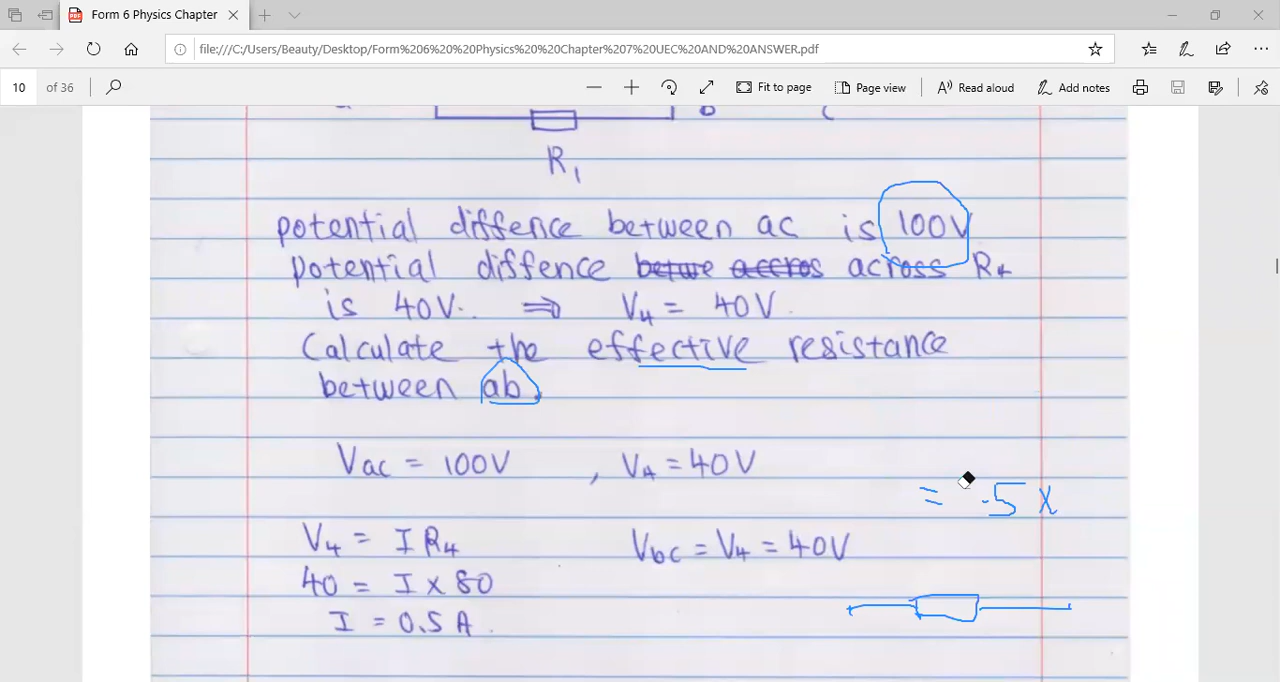 Form 6 Physics Chapter
file:///C:/Users/Beauty/Desktop/Form%206%20%20Physics%20%20Chapter%207%20UEC%20AND%20ANSWER.pdf
10 of 36 Fit to page Page view Read aloud Add notes
R1
potential diffence between ac is 100V
potential diffence across R4
is 40V. ⇒ V4 = 40V.
Calculate the effective resistance
between ab.
Vac = 100V , V4 = 40V
= .5 x
V4 = I R4 Vbc = V4 = 40V
40 = I x 80
I = 0.5 A.